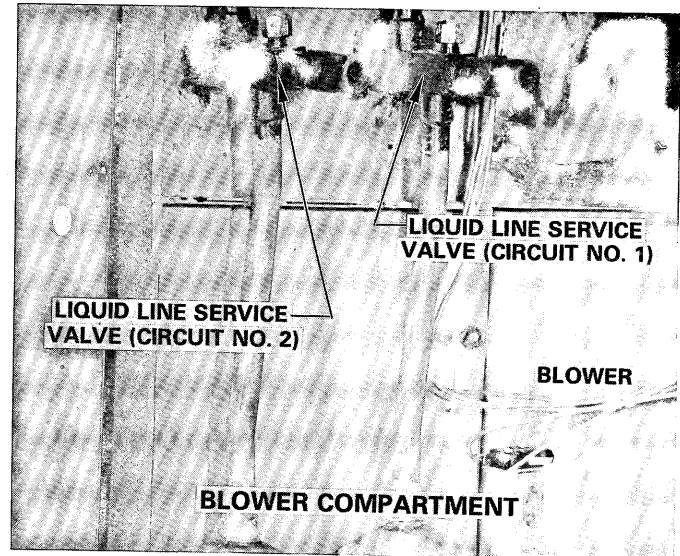 LIQUID LINE SERVICE
VALVE (CIRCUIT NO. 1)
LIQUID LINE SERVICE
VALVE (CIRCUIT NO. 2)
BLOWER
BLOWER COMPARTMENT